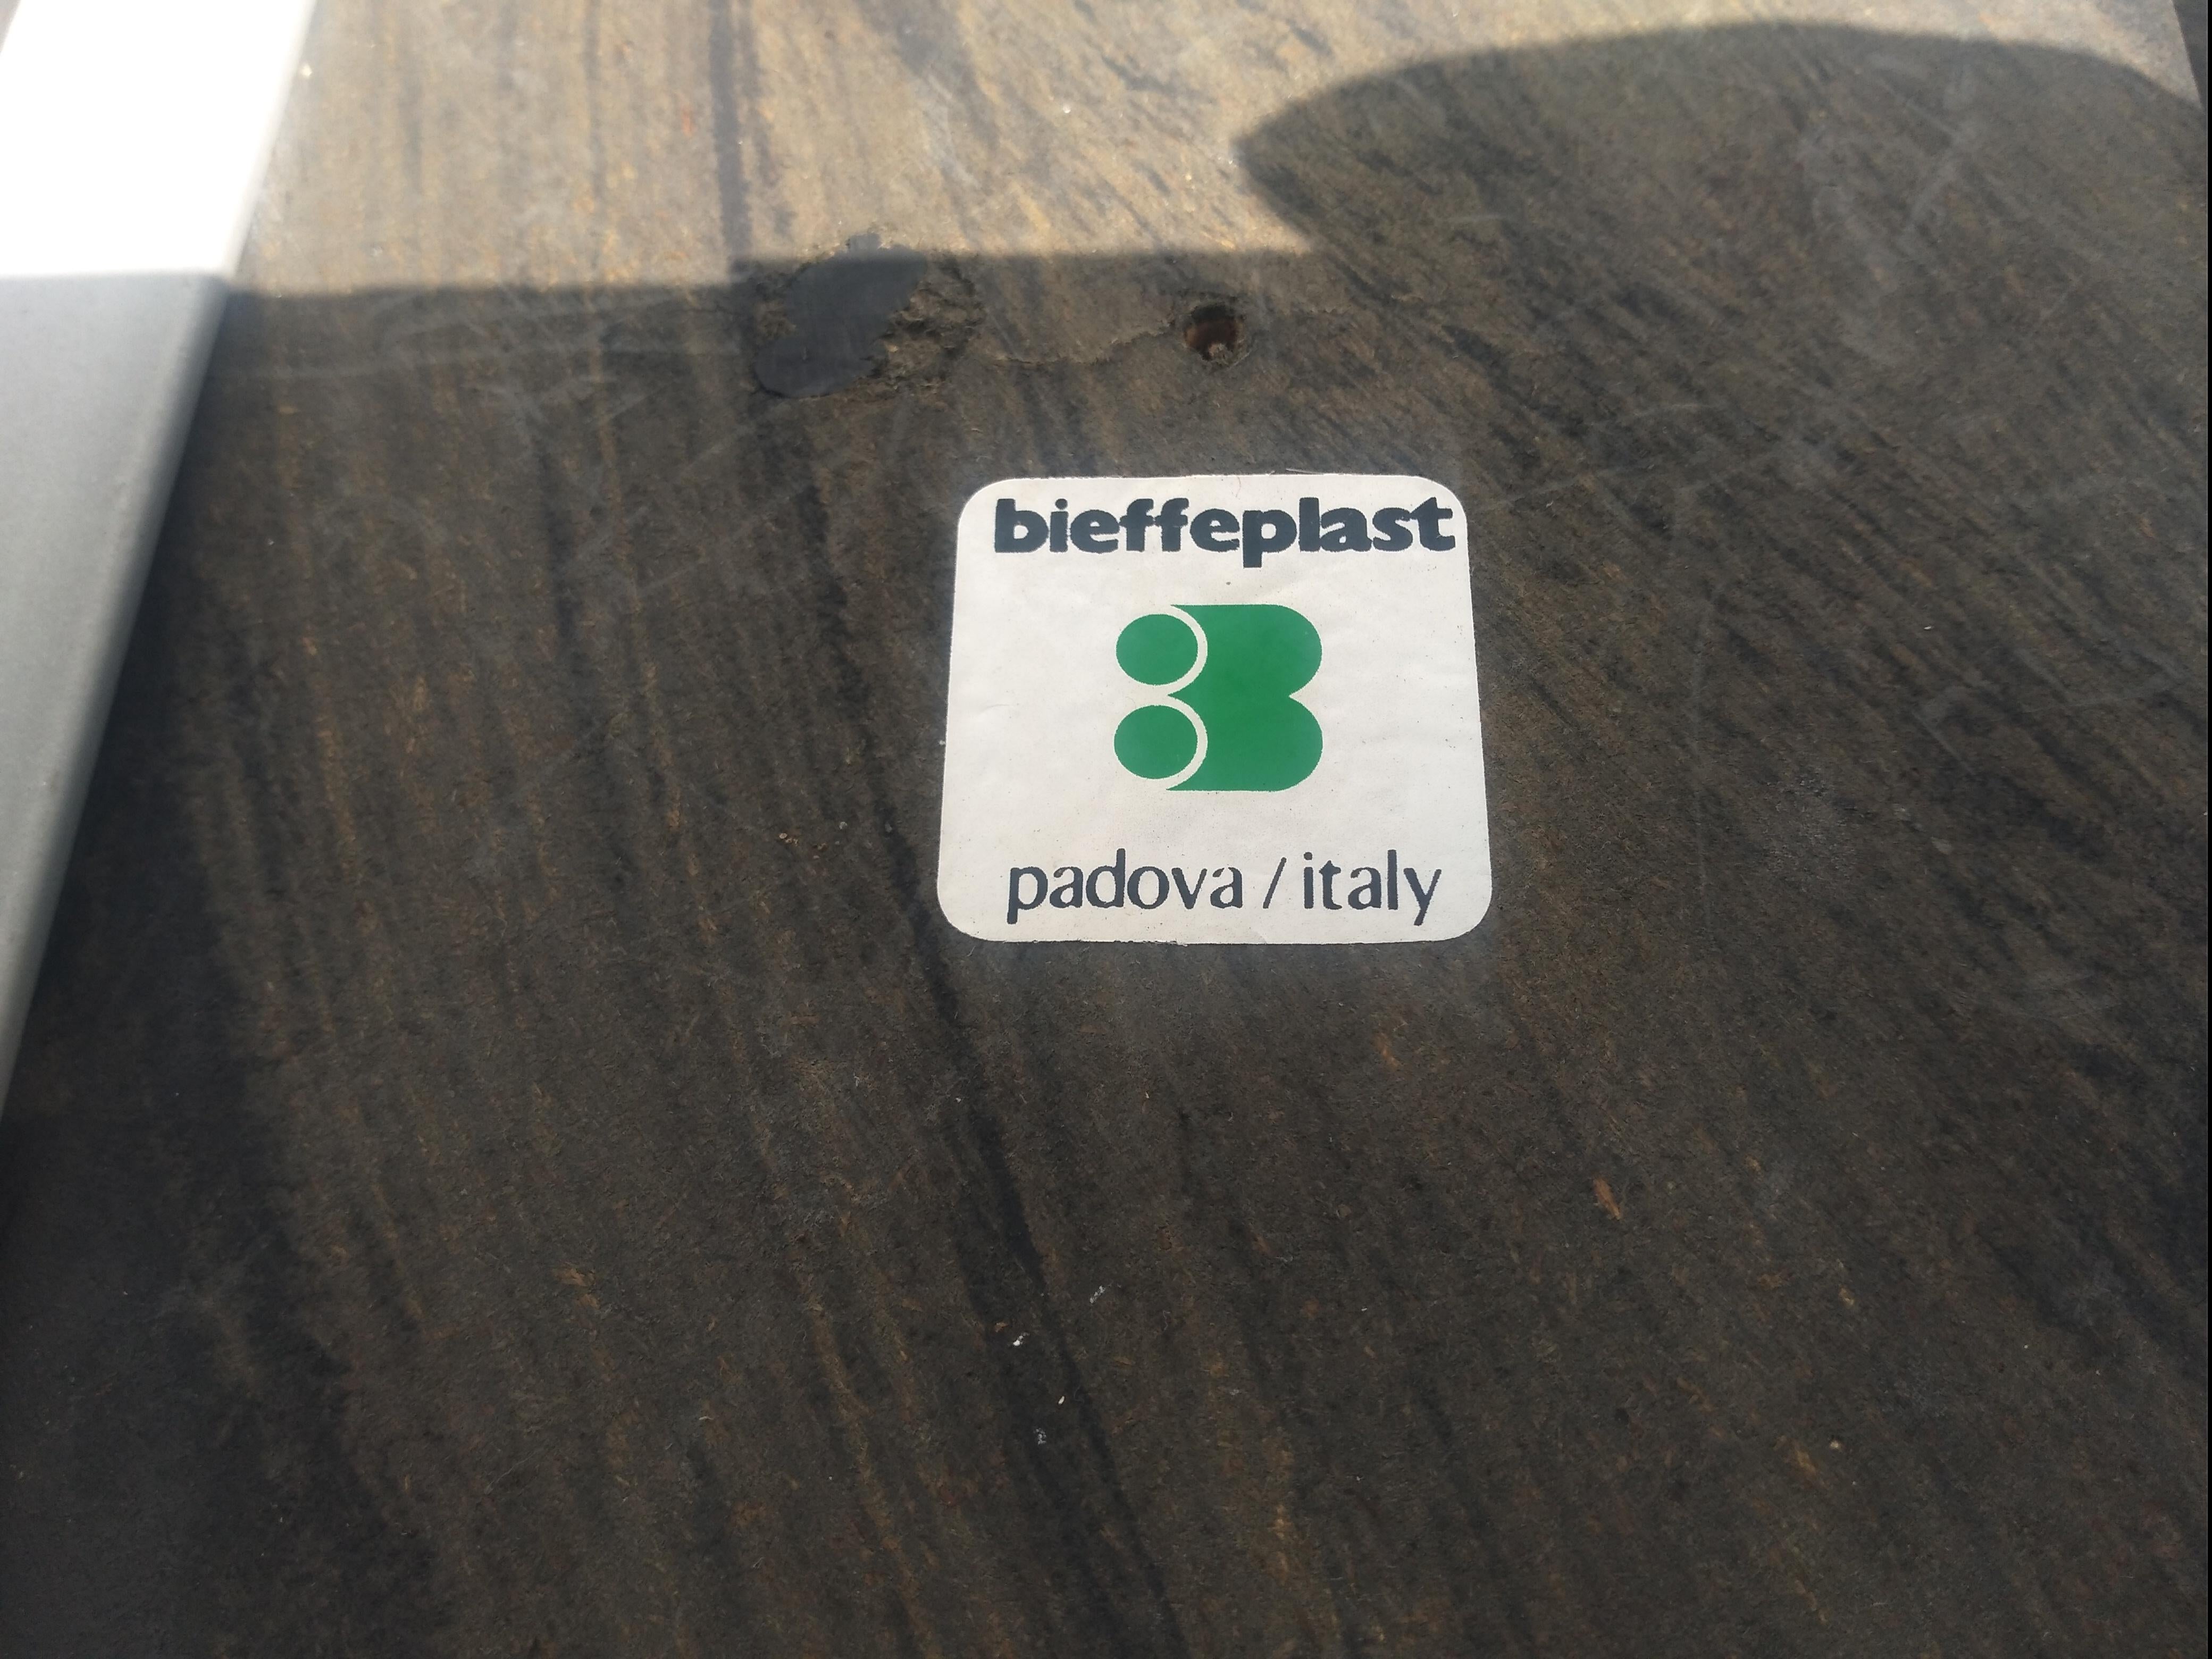 bieffeplast
padova / italy